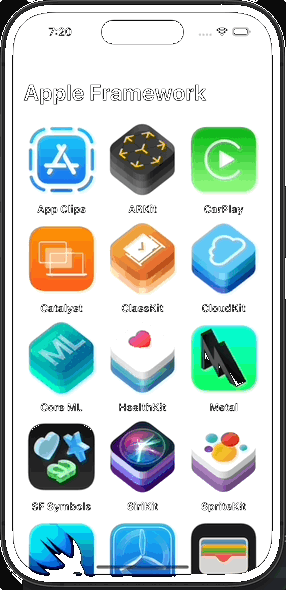 7:20
Apple Framework
App Clips
ARKit
CarPlay
Catalyst
ClassKit
CloudKit
ML
Core ML
HealthKit
Metal
SF Symbols
SiriKit
SpriteKit